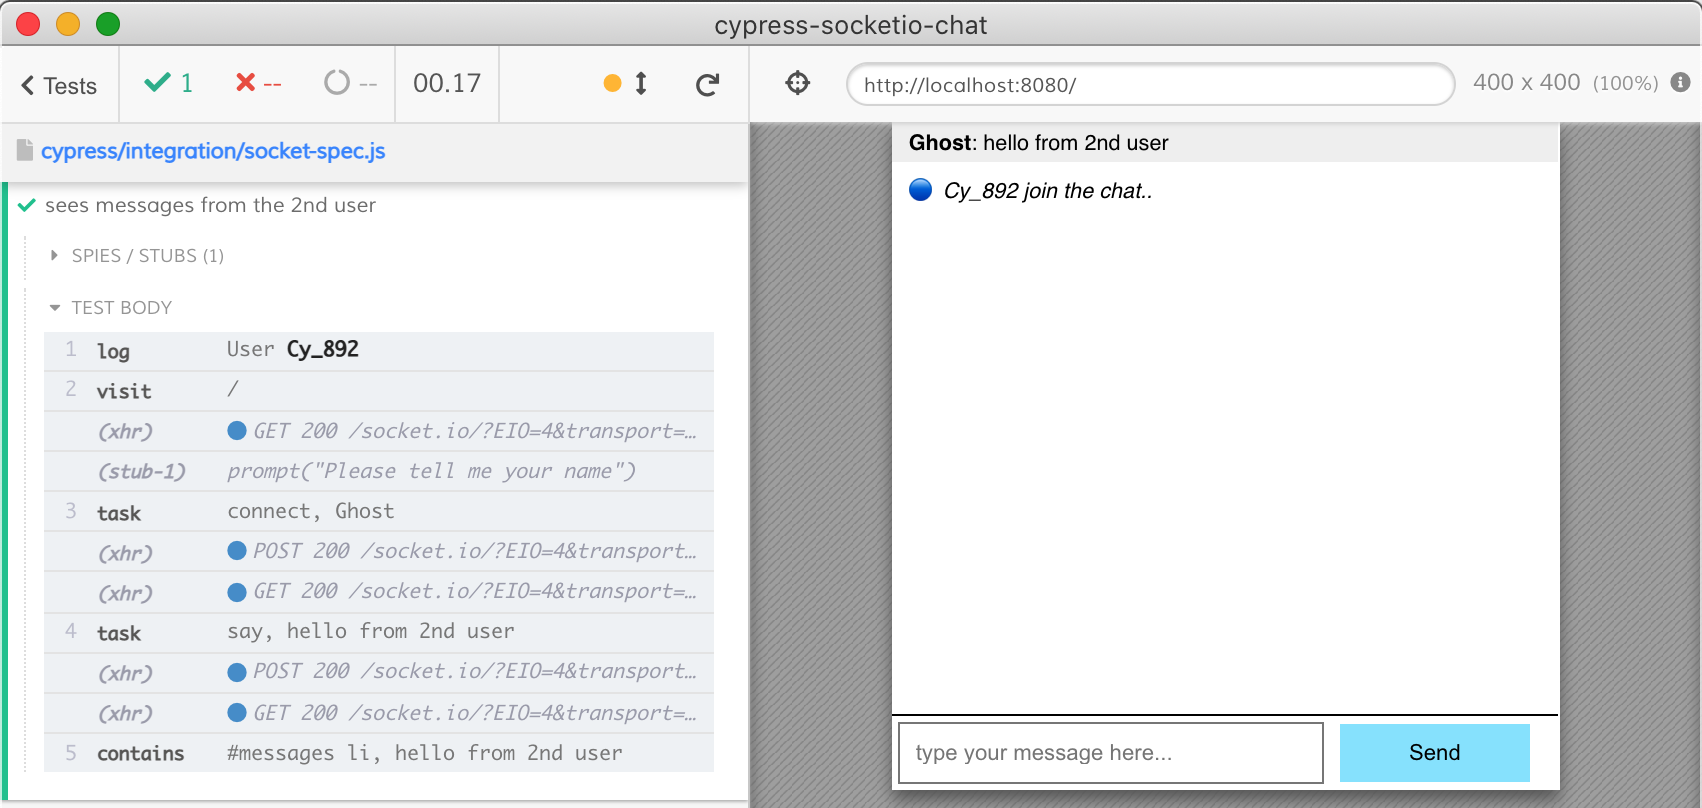 cypress-socketio-chat
Tests 1 -- -- 00.17 http://localhost:8080/ 400 x 400 (100%)
cypress/integration/socket-spec.js
sees messages from the 2nd user
SPIES / STUBS (1)
TEST BODY
1 log User Cy_892
2 visit /
(xhr) GET 200 /socket.io/?EIO=4&transport=…
(stub-1) prompt("Please tell me your name")
3 task connect, Ghost
(xhr) POST 200 /socket.io/?EIO=4&transport…
(xhr) GET 200 /socket.io/?EIO=4&transport=…
4 task say, hello from 2nd user
(xhr) POST 200 /socket.io/?EIO=4&transport…
(xhr) GET 200 /socket.io/?EIO=4&transport=…
5 contains #messages li, hello from 2nd user
Ghost: hello from 2nd user
Cy_892 join the chat..
type your message here...
Send